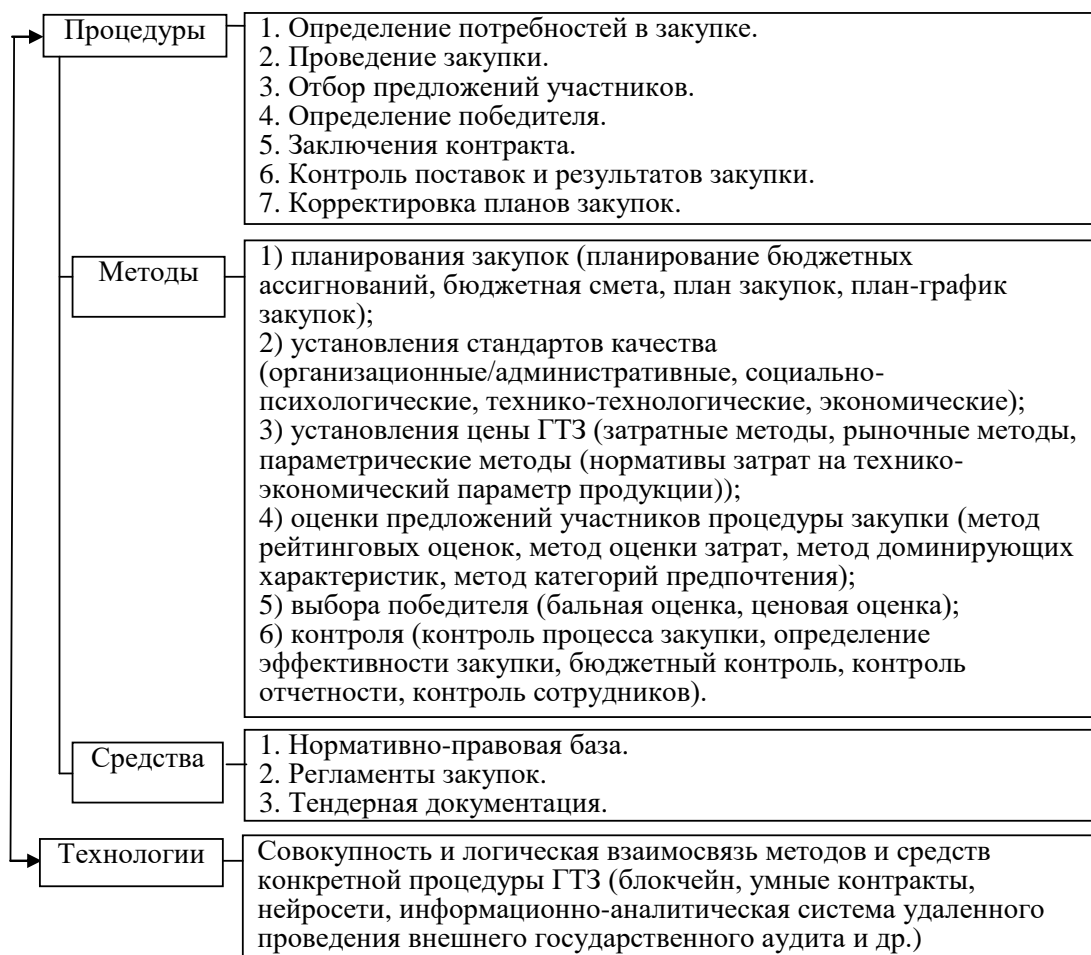 Процедуры
1. Определение потребностей в закупке.
2. Проведение закупки.
3. Отбор предложений участников.
4. Определение победителя.
5. Заключения контракта.
6. Контроль поставок и результатов закупки.
7. Корректировка планов закупок.
Методы
1) планирования закупок (планирование бюджетных
ассигнований, бюджетная смета, план закупок, план-график
закупок);
2) установления стандартов качества
(организационные/административные, социально-
психологические, технико-технологические, экономические);
3) установления цены ГТЗ (затратные методы, рыночные методы,
параметрические методы (нормативы затрат на технико-
экономический параметр продукции));
4) оценки предложений участников процедуры закупки (метод
рейтинговых оценок, метод оценки затрат, метод доминирующих
характеристик, метод категорий предпочтения);
5) выбора победителя (бальная оценка, ценовая оценка);
6) контроля (контроль процесса закупки, определение
эффективности закупки, бюджетный контроль, контроль
отчетности, контроль сотрудников).
Средства
1. Нормативно-правовая база.
2. Регламенты закупок.
3. Тендерная документация.
Технологии
Совокупность и логическая взаимосвязь методов и средств
конкретной процедуры ГТЗ (блокчейн, умные контракты,
нейросети, информационно-аналитическая система удаленного
проведения внешнего государственного аудита и др.)